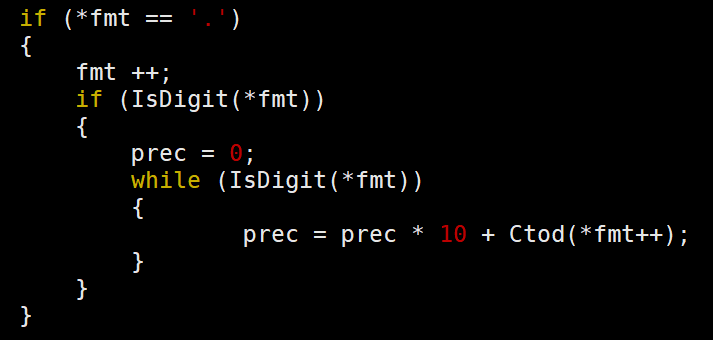 if (*fmt == '.')
{
    fmt ++;
    if (IsDigit(*fmt))
    {
        prec = 0;
        while (IsDigit(*fmt))
        {
                prec = prec * 10 + Ctod(*fmt++);
        }
    }
}